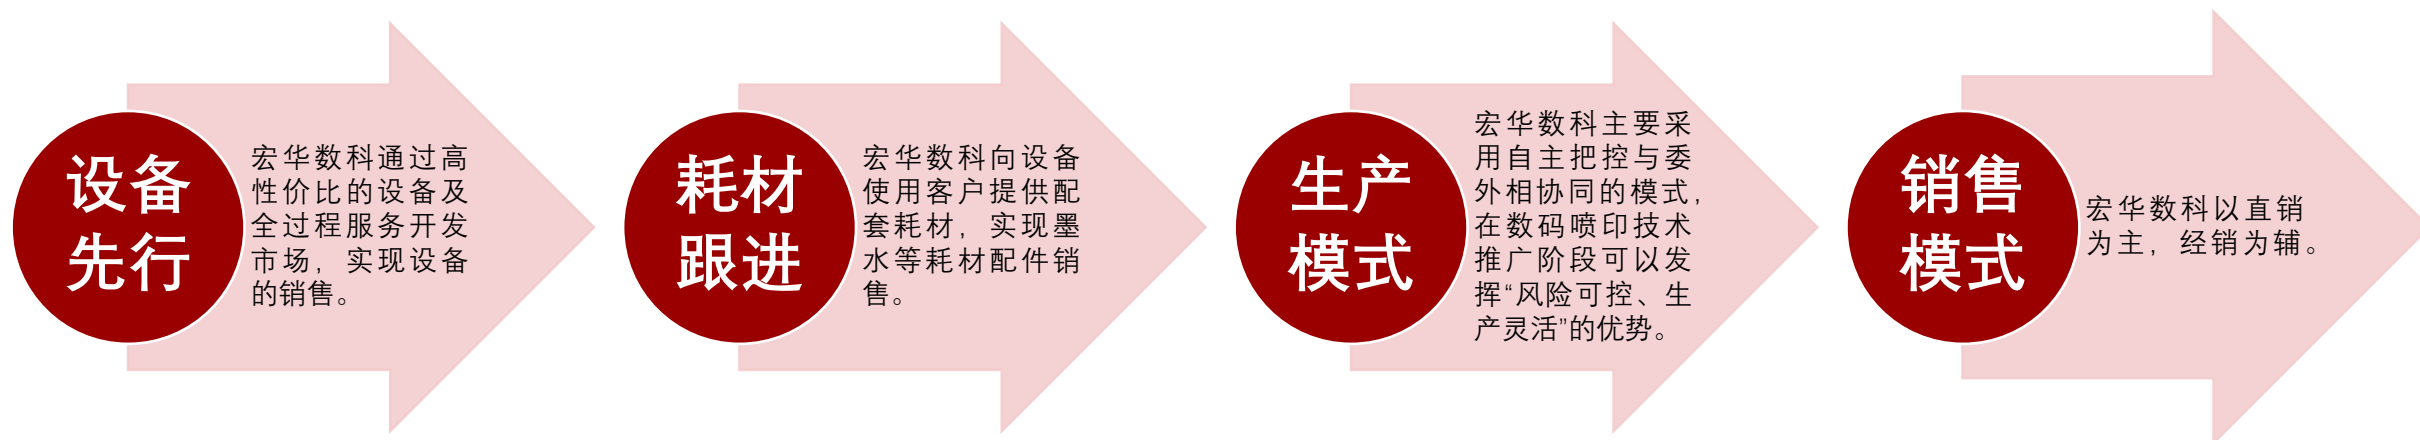 设备
先行
宏华数科通过高
性价比的设备及
全过程服务开发
市场，实现设备
的销售。
耗材
跟进
宏华数科向设备
使用客户提供配
套耗材，实现墨
水等耗材配件销
售。
生产
模式
宏华数科主要采
用自主把控与委
外相协同的模式，
在数码喷印技术
推广阶段可以发
挥“风险可控、生
产灵活”的优势。
销售
模式
宏华数科以直销
为主，经销为辅。